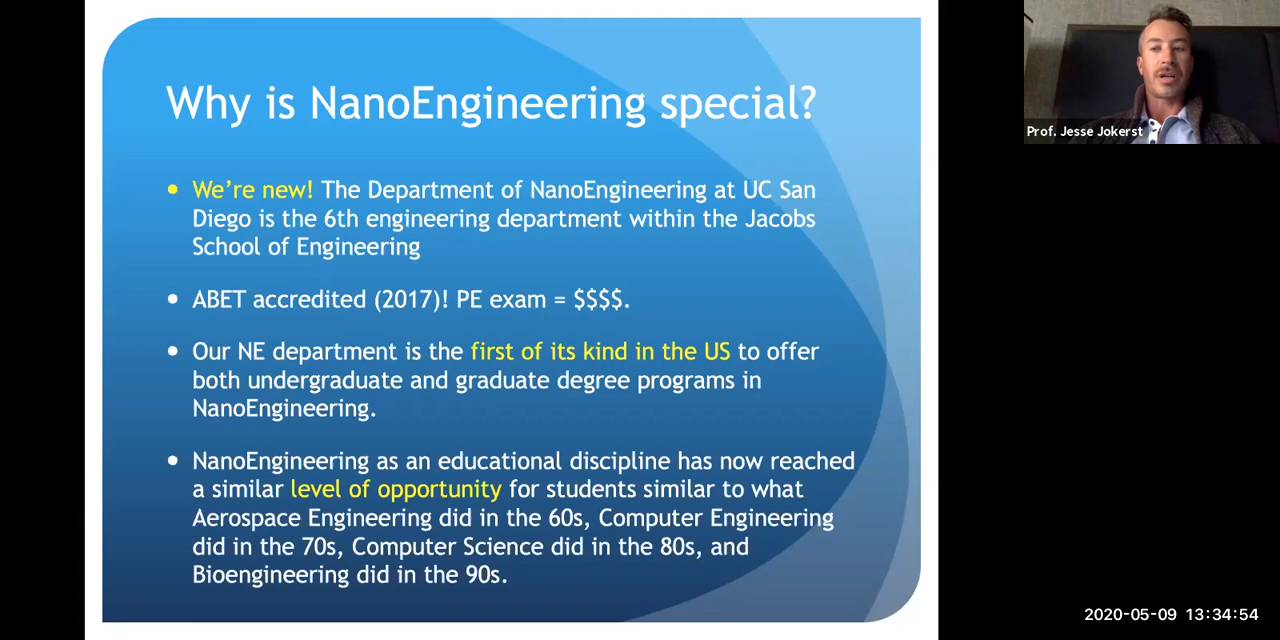 Why is NanoEngineering special?
• We're new! The Department of NanoEngineering at UC San
Diego is the 6th engineering department within the Jacobs
School of Engineering
• ABET accredited (2017)! PE exam = $$$$.
• Our NE department is the first of its kind in the US to offer
both undergraduate and graduate degree programs in
NanoEngineering.
• NanoEngineering as an educational discipline has now reached
a similar level of opportunity for students similar to what
Aerospace Engineering did in the 60s, Computer Engineering
did in the 70s, Computer Science did in the 80s, and
Bioengineering did in the 90s.
Prof. Jesse Jokerst
2020-05-09 13:34:54